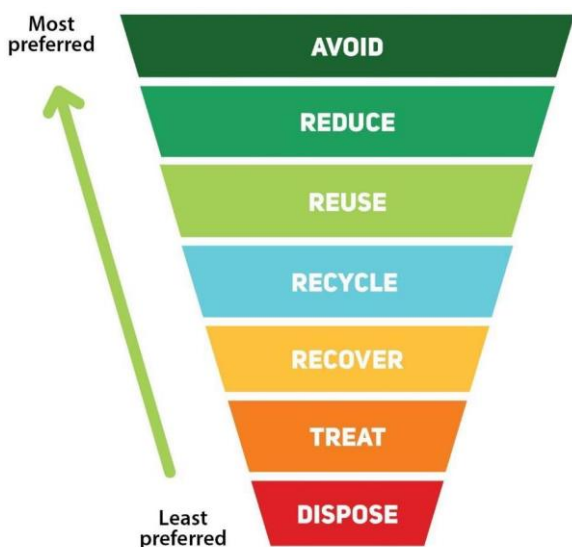 Most
preferred
AVOID
REDUCE
REUSE
RECYCLE
RECOVER
TREAT
DISPOSE
Least
preferred